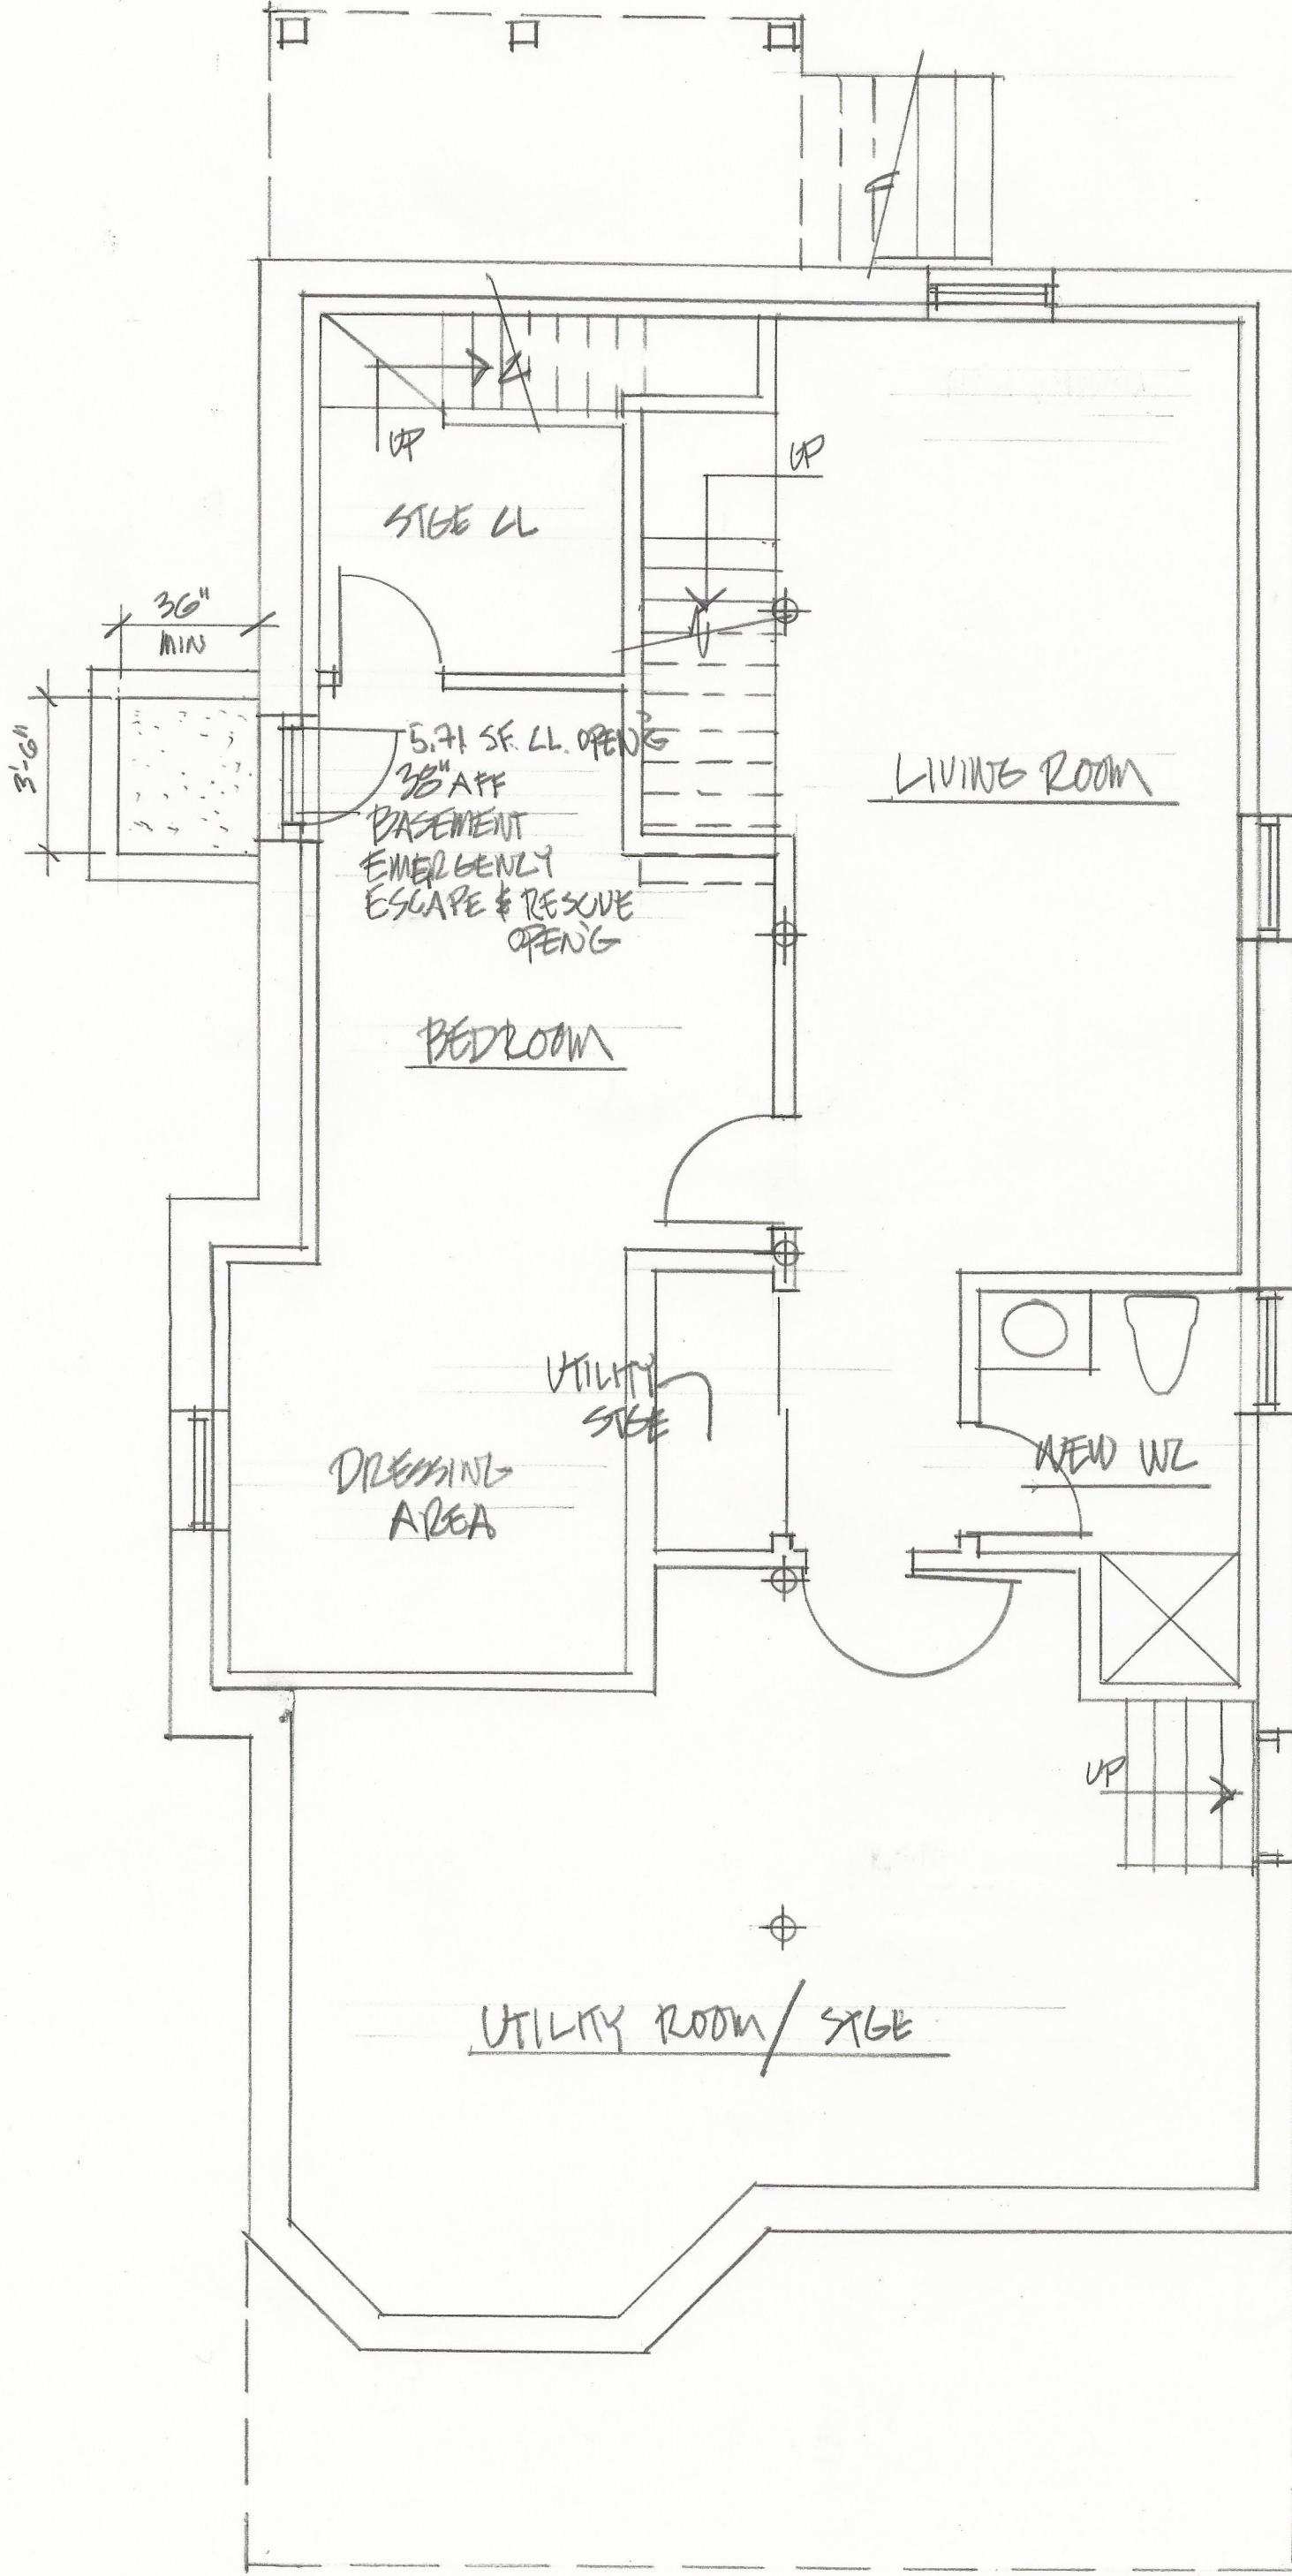 UP
UP
STGE CL
36"
MIN
3'-6"
5.71 SF. CL. OPEN'G
38" AFF
BASEMENT
EMERGENCY
ESCAPE & RESCUE
OPEN'G
LIVING ROOM
BEDROOM
UTILITY
STGE
NEW WC
DRESSING
AREA
UP
UTILITY ROOM / STGE